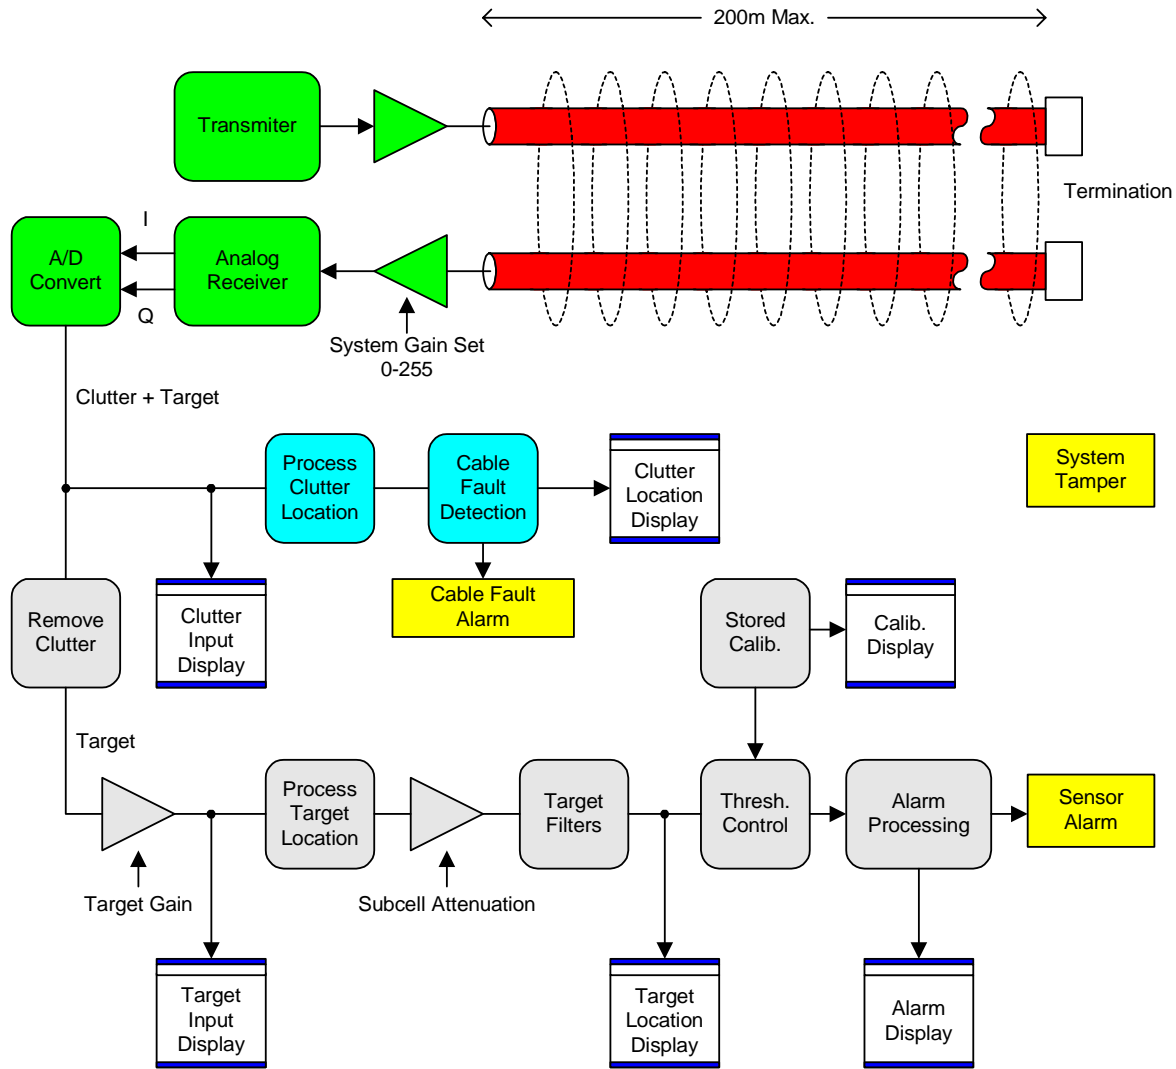 200m Max.
Transmiter
Termination
I
A/D
Convert
Analog
Receiver
Q
System Gain Set
0-255
Clutter + Target
Process
Clutter
Location
Cable
Fault
Detection
Clutter
Location
Display
System
Tamper
Remove
Clutter
Clutter
Input
Display
Cable Fault
Alarm
Stored
Calib.
Calib.
Display
Target
Process
Target
Location
Target
Filters
Thresh.
Control
Alarm
Processing
Sensor
Alarm
Target Gain
Subcell Attenuation
Target
Input
Display
Target
Location
Display
Alarm
Display